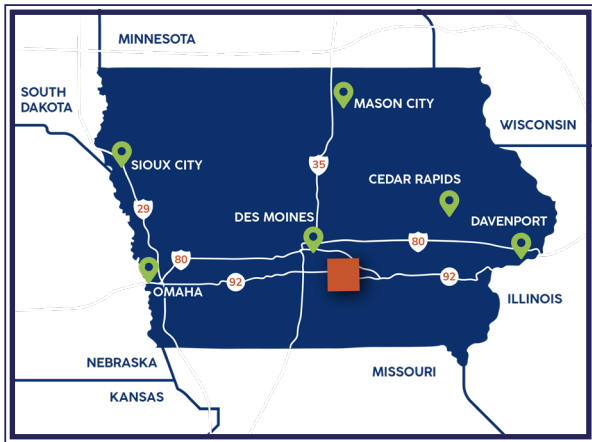 MINNESOTA
SOUTH
DAKOTA
MASON CITY
WISCONSIN
SIOUX CITY
35
CEDAR RAPIDS
29
DES MOINES
DAVENPORT
80
80
92
92
OMAHA
ILLINOIS
NEBRASKA
MISSOURI
KANSAS